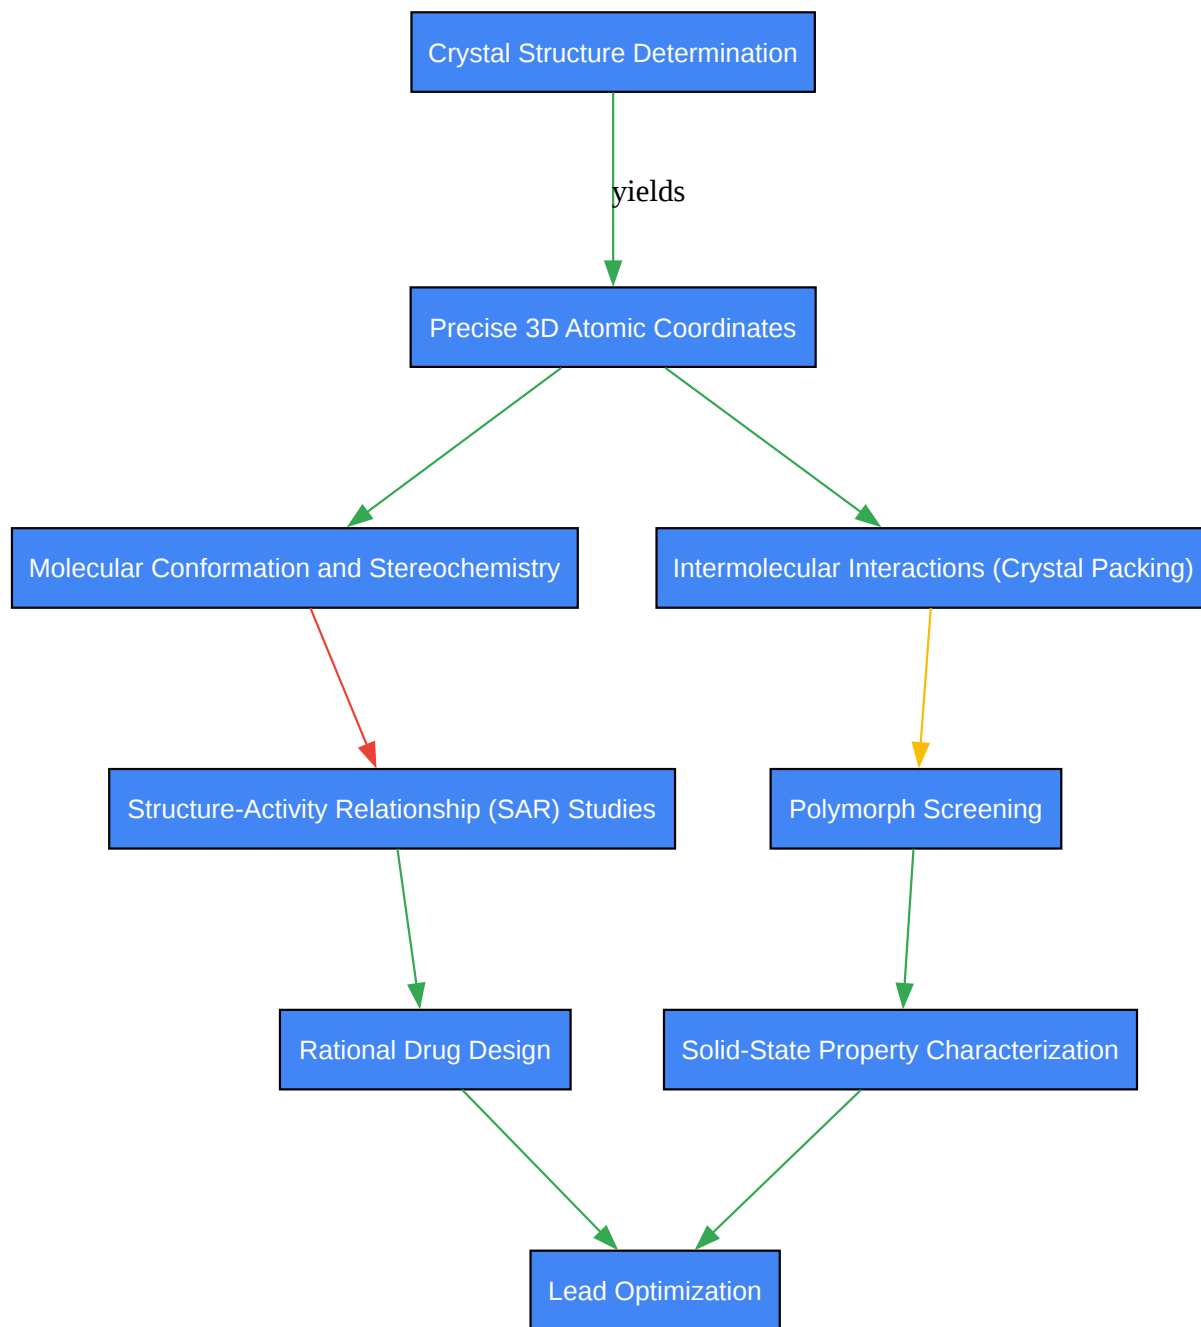 Crystal Structure Determination
yields
Precise 3D Atomic Coordinates
Molecular Conformation and Stereochemistry
Intermolecular Interactions (Crystal Packing)
Structure-Activity Relationship (SAR) Studies
Polymorph Screening
Rational Drug Design
Solid-State Property Characterization
Lead Optimization